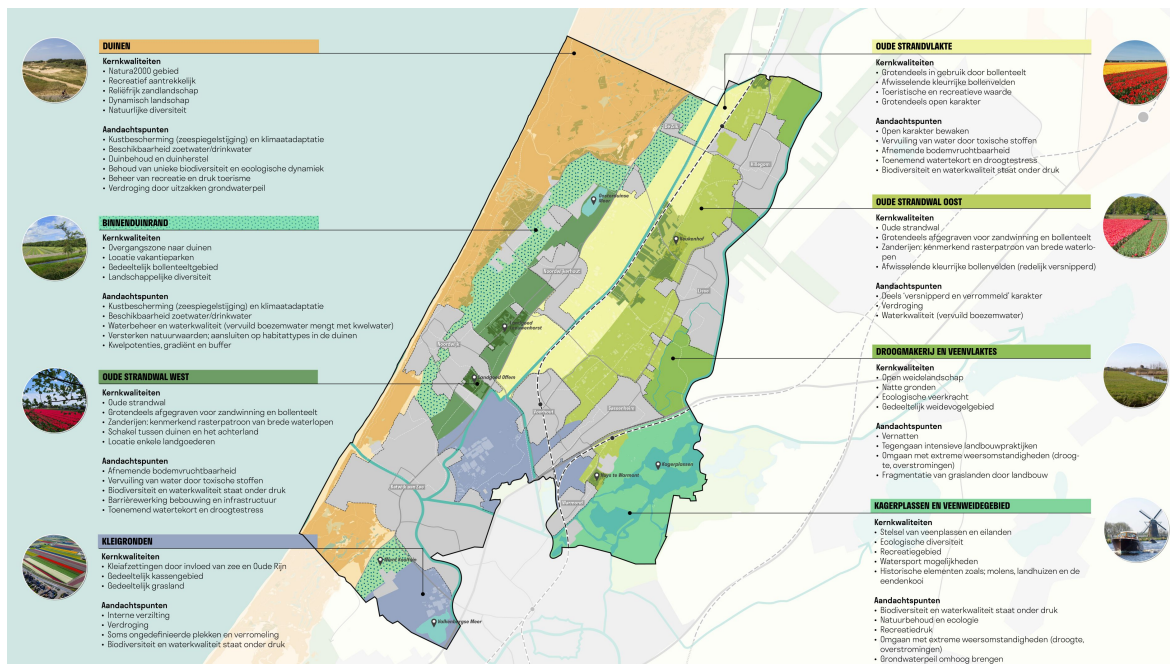 DUINEN
Kernkwaliteiten
• Natura2000 gebied
• Recreatief aantrekkelijk
• Reliëfrijk zandlandschap
• Dynamisch landschap
• Natuurlijke diversiteit
Aandachtspunten
• Kustbescherming (zeespiegelstijging) en klimaatadaptatie
• Beschikbaarheid zoetwater/drinkwater
• Duinbehoud en duinherstel
• Behoud van unieke biodiversiteit en ecologische dynamiek
• Beheer van recreatie en druk toerisme
• Verdroging door uitzakken grondwaterpeil
BINNENDUINRAND
Kernkwaliteiten
• Overgangszone naar duinen
• Locatie vakantieparken
• Gedeeltelijk bollenteeltgebied
• Landschappelijke diversiteit
Aandachtspunten
• Kustbescherming (zeespiegelstijging) en klimaatadaptatie
• Beschikbaarheid zoetwater/drinkwater
• Waterbeheer en waterkwaliteit (vervuild boezemwater mengt met kwelwater)
• Versterken natuurwaarden; aansluiten op habitattypes in de duinen
• Kwelpotenties, gradiënt en buffer
OUDE STRANDWAL WEST
Kernkwaliteiten
• Oude strandwal
• Grotendeels afgegraven voor zandwinning en bollenteelt
• Zanderijen: kenmerkend rasterpatroon van brede waterlopen
• Schakel tussen duinen en het achterland
• Locatie enkele landgoederen
Aandachtspunten
• Afnemende bodemvruchtbaarheid
• Vervuiling van water door toxische stoffen
• Biodiversiteit en waterkwaliteit staat onder druk
• Barrièrewerking bebouwing en infrastructuur
• Toenemend watertekort en droogtestress
KLEIGRONDEN
Kernkwaliteiten
• Kleiafzettingen door invloed van zee en Oude Rijn
• Gedeeltelijk kassengebied
• Gedeeltelijk grasland
Aandachtspunten
• Interne verzilting
• Verdroging
• Soms ongedefinieerde plekken en verromeling
• Biodiversiteit en waterkwaliteit staat onder druk
OUDE STRANDVLAKTE
Kernkwaliteiten
• Grotendeels in gebruik door bollenteelt
• Afwisselende kleurrijke bollenvelden
• Toeristische en recreatieve waarde
• Grotendeels open karakter
Aandachtspunten
• Open karakter bewaken
• Vervuiling van water door toxische stoffen
• Afnemende bodemvruchtbaarheid
• Toenemend watertekort en droogtestress
• Biodiversiteit en waterkwaliteit staat onder druk
OUDE STRANDWAL OOST
Kernkwaliteiten
• Oude strandwal
• Grotendeels afgegraven voor zandwinning en bollenteelt
• Zanderijen: kenmerkend rasterpatroon van brede waterlo-
pen
• Afwisselende kleurrijke bollenvelden (redelijk versnipperd)
Aandachtspunten
• Deels 'versnipperd en verrommeld' karakter
• Verdroging
• Waterkwaliteit (vervuild boezemwater)
DROOGMAKERIJ EN VEENVLAKTES
Kernkwaliteiten
• Open weidelandschap
• Natte gronden
• Ecologische veerkracht
• Gedeeltelijk weidevogelgebied
Aandachtspunten
• Vernatten
• Tegengaan intensieve landbouwpraktijken
• Omgaan met extreme weersomstandigheden (droog-
te, overstromingen)
• Fragmentatie van graslanden door landbouw
KAGERPLASSEN EN VEENWEIDEGEBIED
Kernkwaliteiten
• Stelsel van veenplassen en eilanden
• Ecologische diversiteit
• Recreatiegebied
• Watersport mogelijkheden
• Historische elementen zoals; molens, landhuizen en de
eendenkooi
Aandachtspunten
• Biodiversiteit en waterkwaliteit staat onder druk
• Natuurbehoud en ecologie
• Recreatiedruk
• Omgaan met extreme weersomstandigheden (droogte,
overstromingen)
• Grondwaterpeil omhoog brengen
Keukenhof
Noordwijkerhout
Landgoed Offem
Sassenheim
Kagerplassen
Valkenburgse Meer